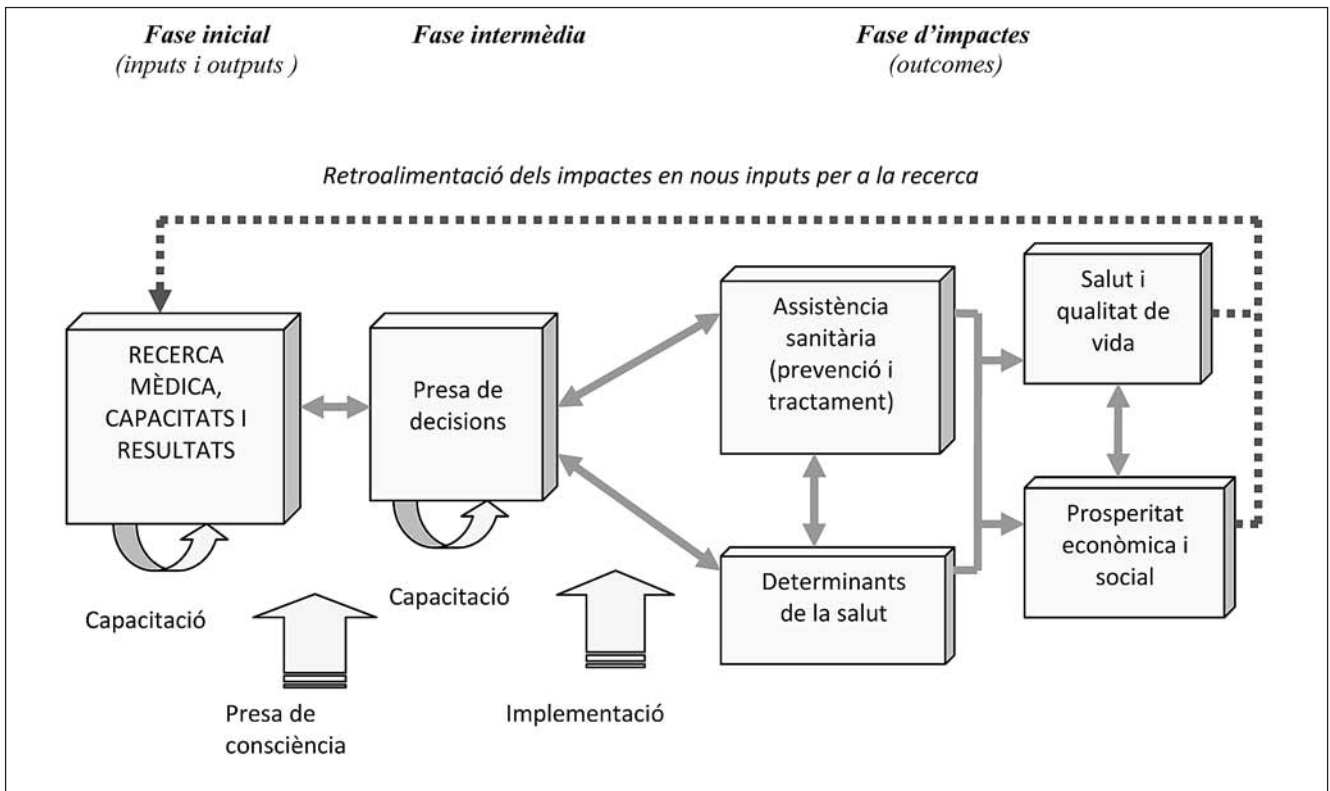 Fase inicial
(inputs i outputs )
Fase intermèdia
Fase d’impactes
(outcomes)
Retroalimentació dels impactes en nous inputs per a la recerca
RECERCA
MÈDICA,
CAPACITATS I
RESULTATS
Presa de
decisions
Assistència
sanitària
(prevenció i
tractament)
Salut i
qualitat de
vida
Determinants
de la salut
Prosperitat
econòmica i
social
Capacitació
Capacitació
Presa de
consciència
Implementació